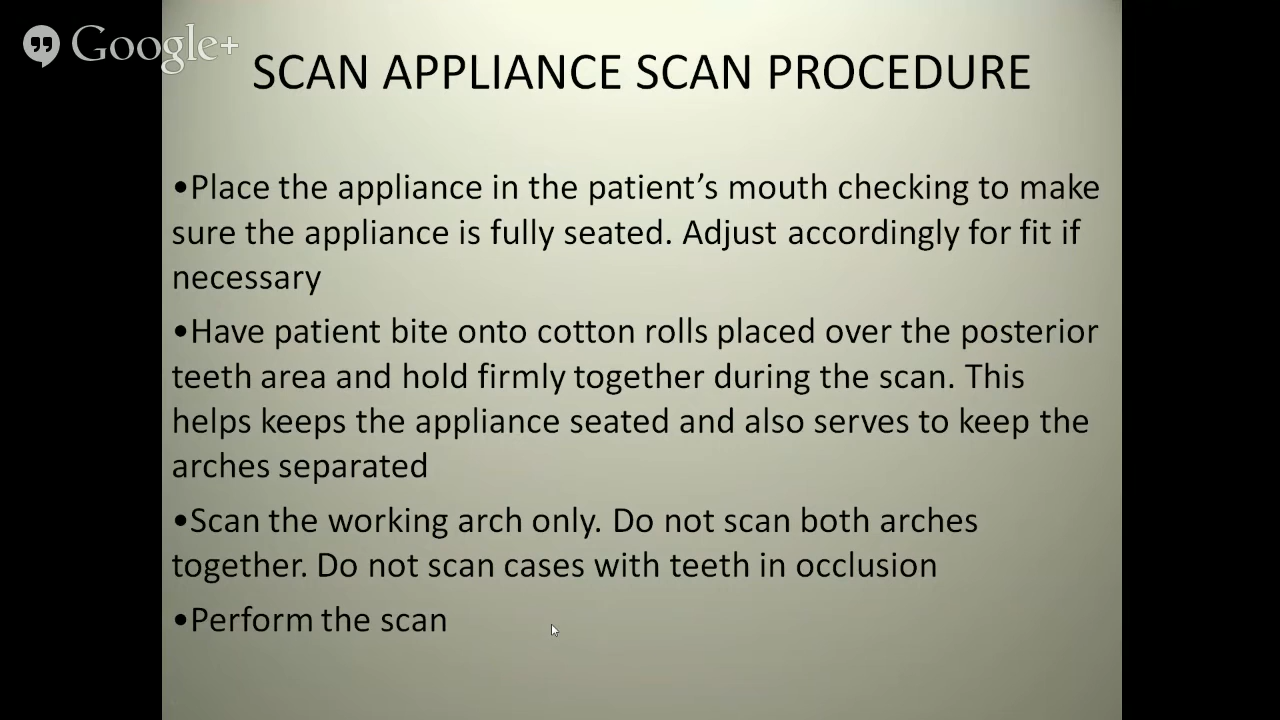 Google+
SCAN APPLIANCE SCAN PROCEDURE
•Place the appliance in the patient’s mouth checking to make
sure the appliance is fully seated. Adjust accordingly for fit if
necessary
•Have patient bite onto cotton rolls placed over the posterior
teeth area and hold firmly together during the scan. This
helps keeps the appliance seated and also serves to keep the
arches separated
•Scan the working arch only. Do not scan both arches
together. Do not scan cases with teeth in occlusion
•Perform the scan